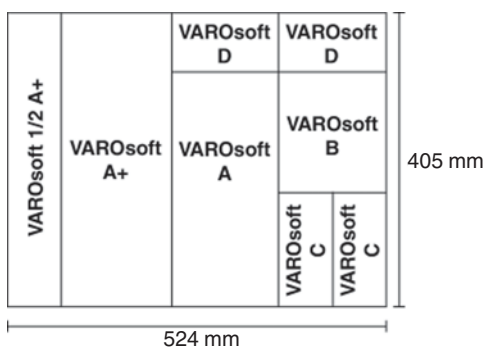 VAROsoft 1/2 A+
VAROsoft
A+
VAROsoft
D
VAROsoft
D
VAROsoft
A
VAROsoft
B
VAROsoft
C
VAROsoft
C
405 mm
524 mm